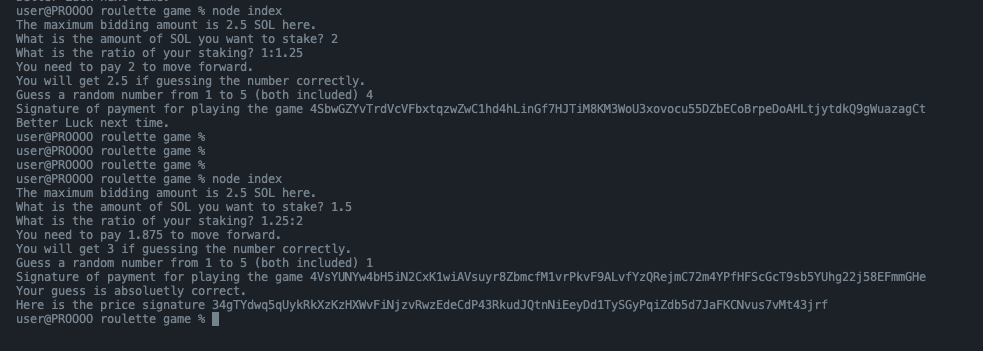 user@PROOOO roulette game % node index
The maximum bidding amount is 2.5 SOL here.
What is the amount of SOL you want to stake? 2
What is the ratio of your staking? 1:1.25
You need to pay 2 to move forward.
You will get 2.5 if guessing the number correctly.
Guess a random number from 1 to 5 (both included) 4
Signature of payment for playing the game 4SbwGZYvTrdVcVFbxtqzwZwC1hd4hLinGf7HJTiM8KM3WoU3xovocu55DZbECoBrpeDoAHLtjytdkQ9gWuazagCt
Better Luck next time.
user@PROOOO roulette game %
user@PROOOO roulette game %
user@PROOOO roulette game %
user@PROOOO roulette game % node index
The maximum bidding amount is 2.5 SOL here.
What is the amount of SOL you want to stake? 1.5
What is the ratio of your staking? 1.25:2
You need to pay 1.875 to move forward.
You will get 3 if guessing the number correctly.
Guess a random number from 1 to 5 (both included) 1
Signature of payment for playing the game 4VsYUNYw4bH5iN2CxK1wiAVsuyr8ZbmcfM1vrPkvF9ALvfYzQRejmC72m4YPfHFScGcT9sb5YUhg22j58EFmmGHe
Your guess is absoluetly correct.
Here is the price signature 34gTYdwq5qUykRkXzKzHXWvFiNjzvRwzEdeCdP43RkudJQtnNiEeyDd1TySGyPqiZdb5d7JaFKCNvus7vMt43jrf
user@PROOOO roulette game %